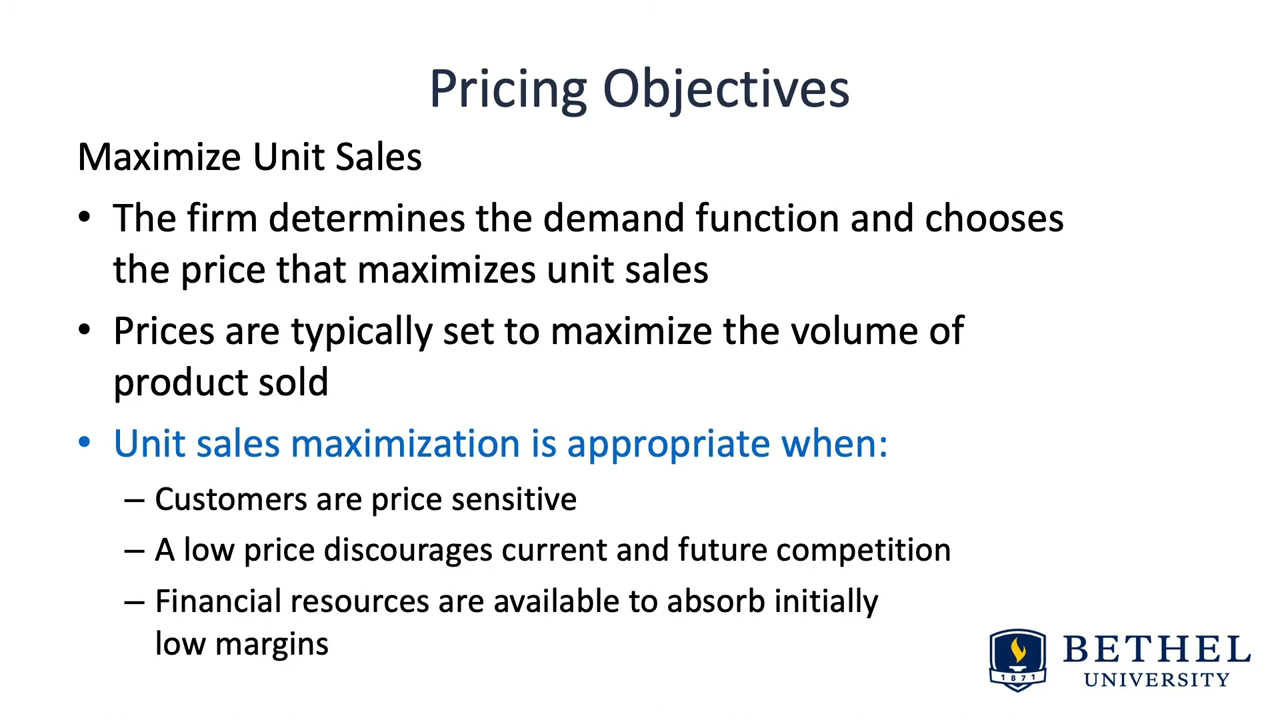 Pricing Objectives
Maximize Unit Sales
• The firm determines the demand function and chooses
the price that maximizes unit sales
• Prices are typically set to maximize the volume of
product sold
• Unit sales maximization is appropriate when:
– Customers are price sensitive
– A low price discourages current and future competition
– Financial resources are available to absorb initially
low margins
BETHEL
UNIVERSITY
1871